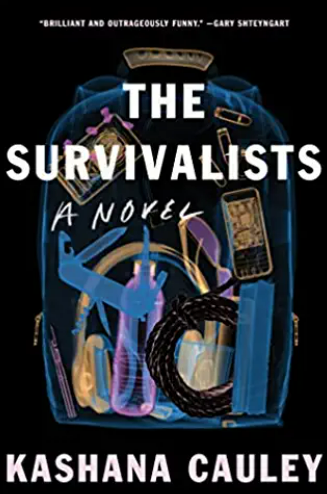 "BRILLIANT AND OUTRAGEOUSLY FUNNY." —GARY SHTEYNGART
THE
SURVIVALISTS
A NOVEL
KASHANA CAULEY